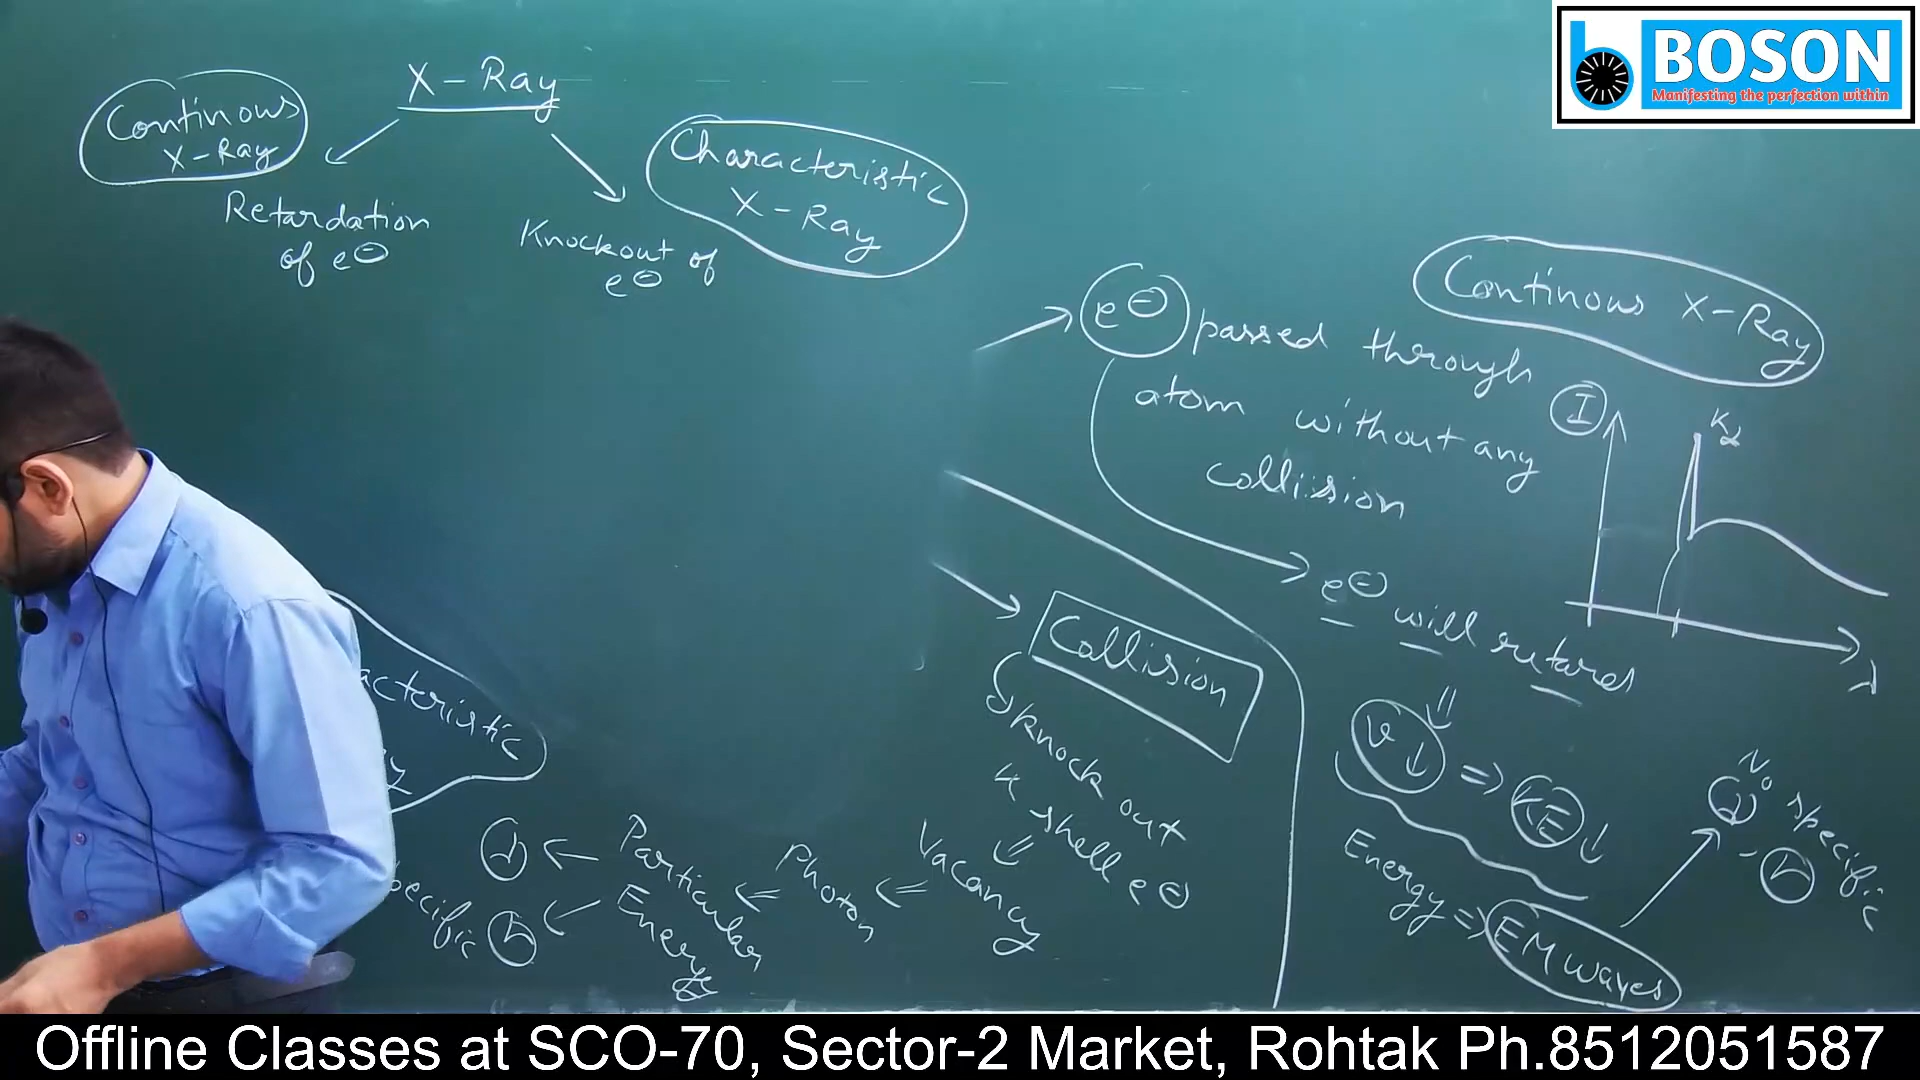 BOSON
Manifesting the perfection within
X-Ray
Continous
X-Ray
Retardation
of e⊖
Characteristic
X-Ray
Knockout of
e⊖
Continous X-Ray
e⊖ passed through
atom without any
collision
I
Kα
λ
e⊖ will retard
Collision
knock out
K shell e⊖
Vacancy
Photon
Particular
Energy
λ
specific ν
acteristic
v↓ ⇒ KE↓
Energy ⇒ EM waves
No specific
λ - ν
Offline Classes at SCO-70, Sector-2 Market, Rohtak Ph.8512051587